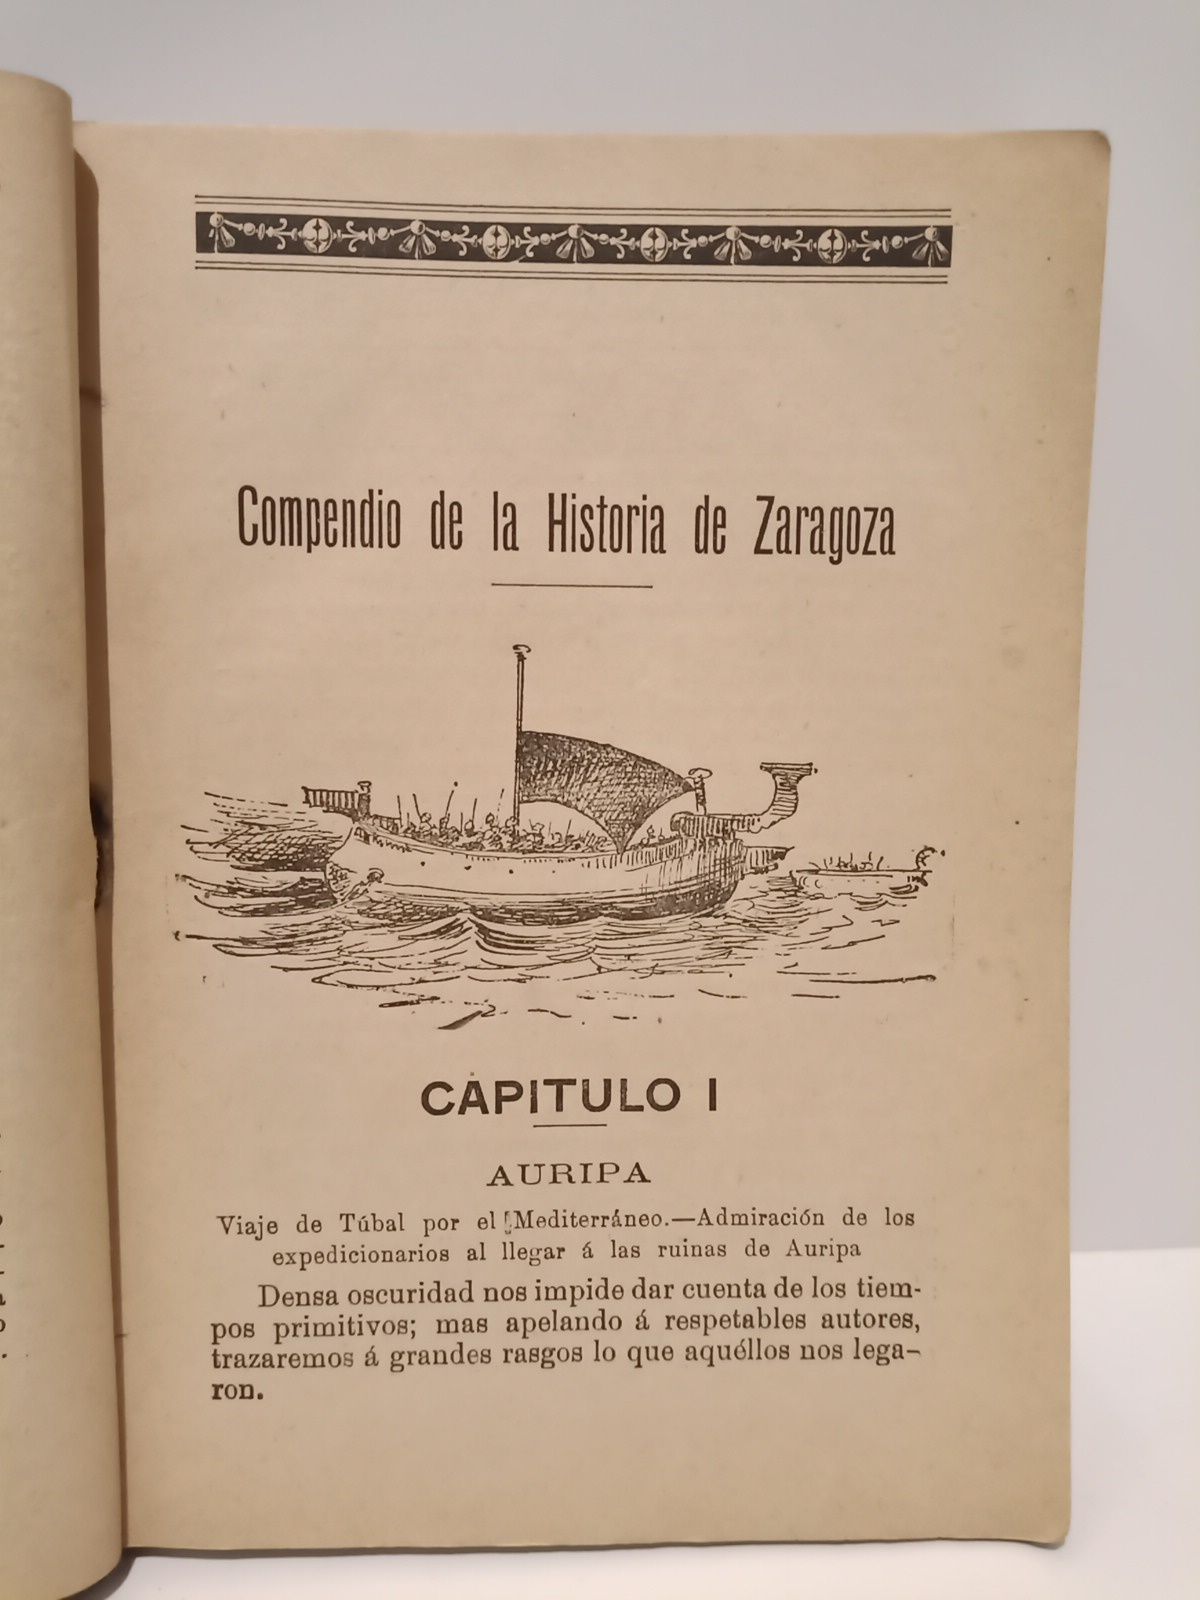 Compendio de la Historia de Zaragoza
CAPITULO I
AURIPA
Viaje de Túbal por el Mediterráneo.—Admiración de los
expedicionarios al llegar á las ruinas de Auripa
Densa oscuridad nos impide dar cuenta de los tiem-
pos primitivos; mas apelando á respetables autores,
trazaremos á grandes rasgos lo que aquéllos nos lega-
ron.